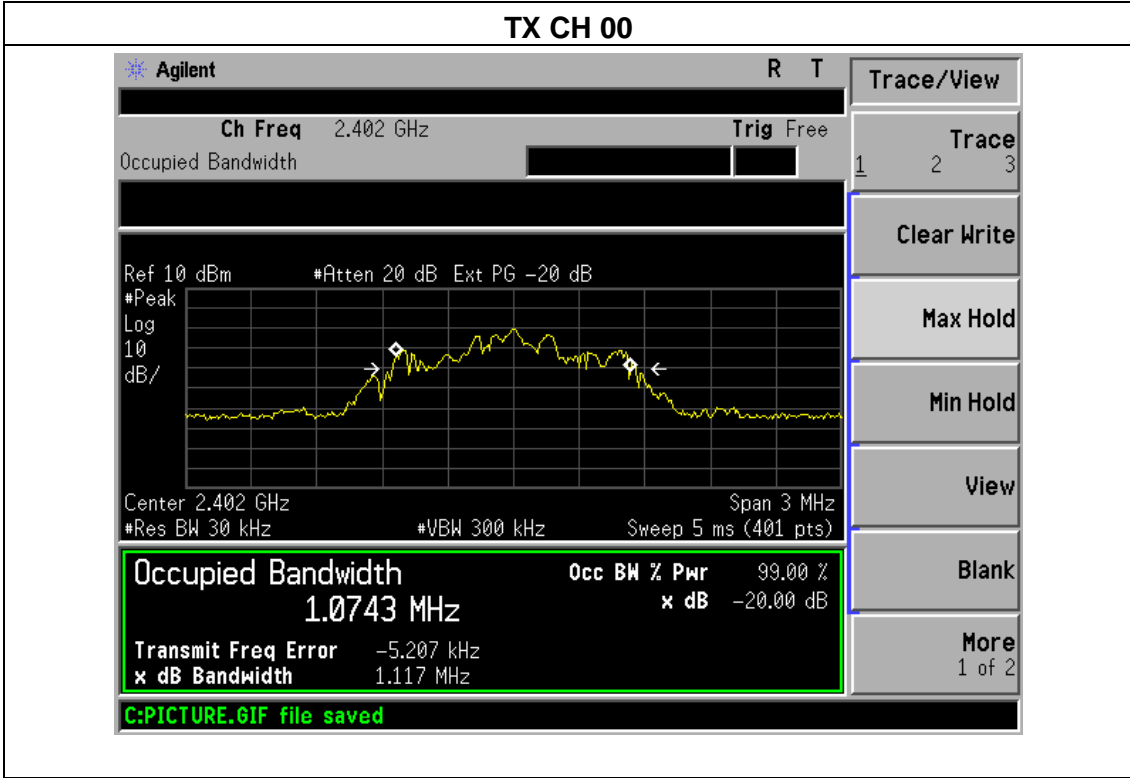 TX CH 00
Agilent R T
Trace/View
Ch Freq 2.402 GHz Trig Free
Occupied Bandwidth
Trace
1 2 3
Clear Write
Ref 10 dBm #Atten 20 dB Ext PG -20 dB
#Peak
Log
10
dB/
Max Hold
Min Hold
View
Center 2.402 GHz Span 3 MHz
#Res BW 30 kHz #VBW 300 kHz Sweep 5 ms (401 pts)
Occupied Bandwidth Occ BW % Pwr 99.00 %
1.0743 MHz x dB -20.00 dB
Blank
Transmit Freq Error -5.207 kHz
x dB Bandwidth 1.117 MHz
More
1 of 2
C:PICTURE.GIF file saved